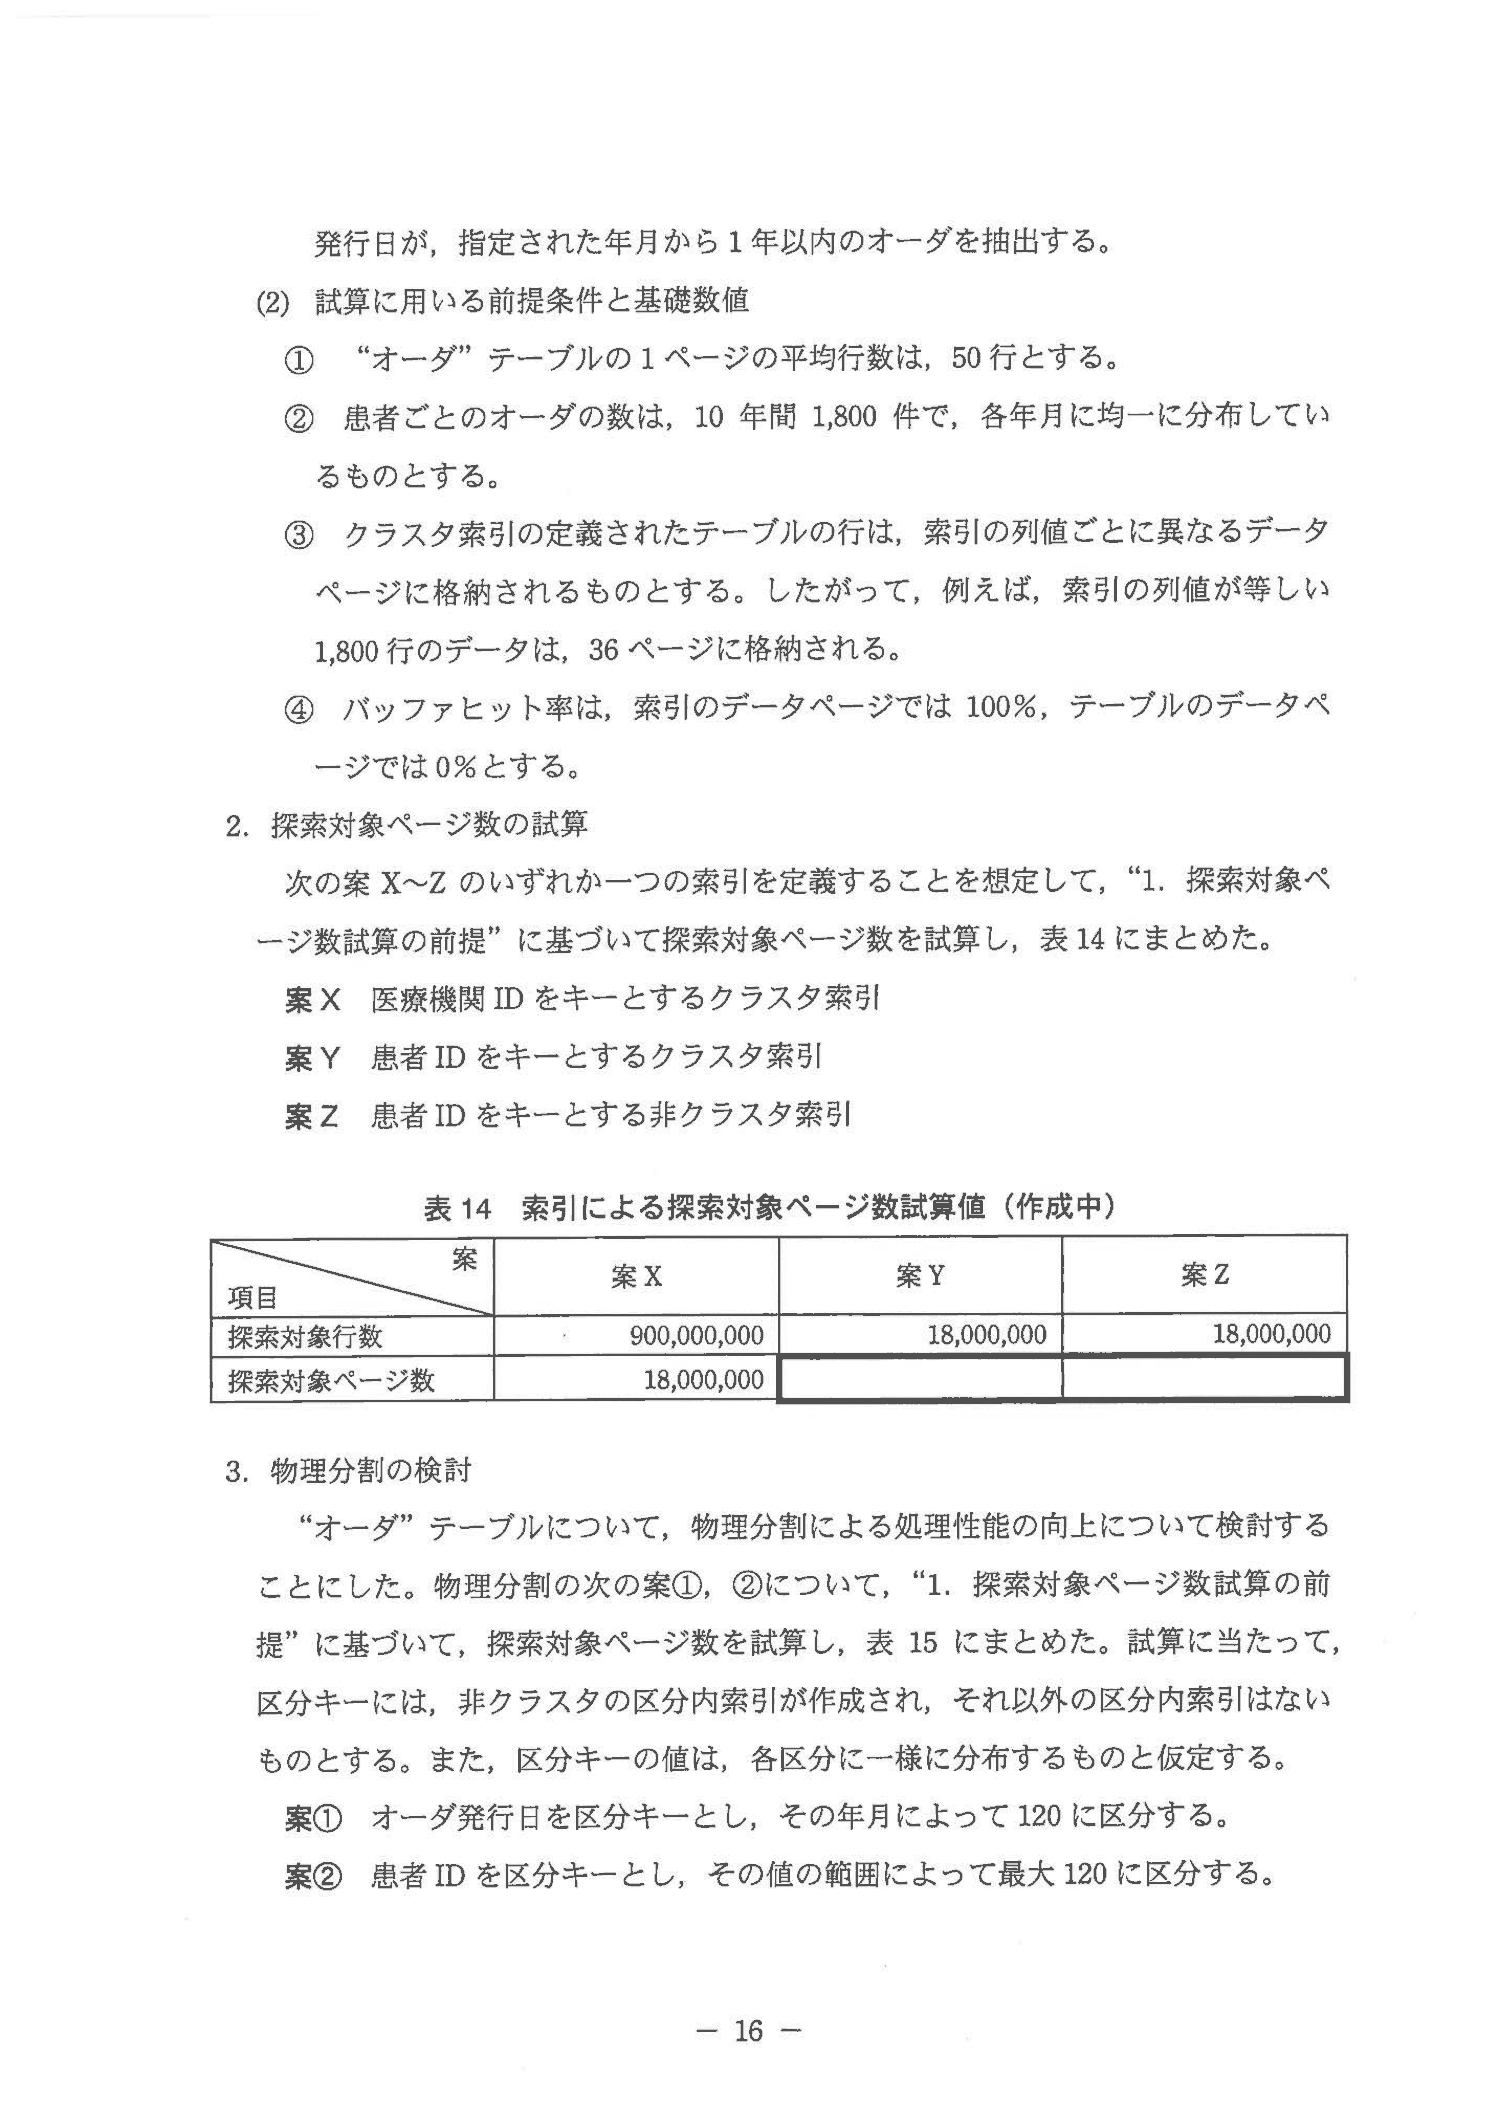 発行日が，指定された年月から1年以内のオーダを抽出する。
(2) 試算に用いる前提条件と基礎数値
① “オーダ” テーブルの1ページの平均行数は，50行とする。
② 患者ごとのオーダの数は，10 年間 1,800 件で，各年月に均一に分布してい
るものとする。
③ クラスタ索引の定義されたテーブルの行は，索引の列値ごとに異なるデータ
ページに格納されるものとする。したがって，例えば，索引の列値が等しい
1,800行のデータは，36 ページに格納される。
④ バッファヒット率は，索引のデータページでは 100％，テーブルのデータペ
ージでは0％とする。
2．探索対象ページ数の試算
次の案 X～Z のいずれか一つの索引を定義することを想定して，“1．探索対象ペ
ージ数試算の前提” に基づいて探索対象ページ数を試算し，表14にまとめた。
案X 医療機関IDをキーとするクラスタ索引
案Y 患者IDをキーとするクラスタ索引
案Z 患者IDをキーとする非クラスタ索引
表14 索引による探索対象ページ数試算値（作成中）
案
項目 案X 案Y 案Z
探索対象行数 900,000,000 18,000,000 18,000,000
探索対象ページ数 18,000,000
3．物理分割の検討
“オーダ” テーブルについて，物理分割による処理性能の向上について検討する
ことにした。物理分割の次の案①，②について，“1．探索対象ページ数試算の前
提” に基づいて，探索対象ページ数を試算し，表 15 にまとめた。試算に当たって，
区分キーには，非クラスタの区分内索引が作成され，それ以外の区分内索引はない
ものとする。また，区分キーの値は，各区分に一様に分布するものと仮定する。
案① オーダ発行日を区分キーとし，その年月によって120に区分する。
案② 患者IDを区分キーとし，その値の範囲によって最大120に区分する。
－ 16 －